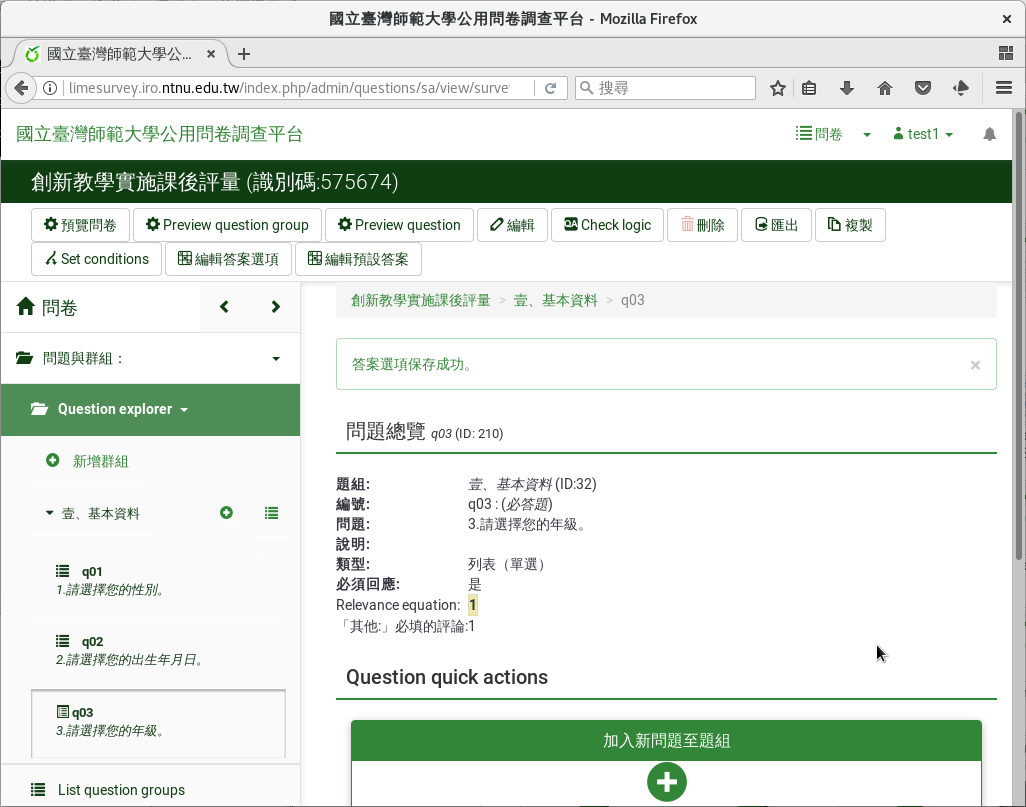 國立臺灣師範大學公用問卷調查平台 - Mozilla Firefox
國立臺灣師範大學公...
limesurvey.iro.ntnu.edu.tw/index.php/admin/questions/sa/view/surve
搜尋
國立臺灣師範大學公用問卷調查平台
問卷
test1
創新教學實施課後評量 (識別碼:575674)
預覽問卷 Preview question group Preview question 編輯 Check logic 刪除 匯出 複製
Set conditions 編輯答案選項 編輯預設答案
問卷
問題與群組：
Question explorer
新增群組
壹、基本資料
q01
1.請選擇您的性別。
q02
2.請選擇您的出生年月日。
q03
3.請選擇您的年級。
List question groups
創新教學實施課後評量 > 壹、基本資料 > q03
答案選項保存成功。 ×
問題總覽 q03 (ID: 210)
題組: 壹、基本資料 (ID:32)
編號: q03 : (必答題)
問題: 3.請選擇您的年級。
說明:
類型: 列表（單選）
必須回應: 是
Relevance equation: 1
「其他:」必填的評論:1
Question quick actions
加入新問題至題組